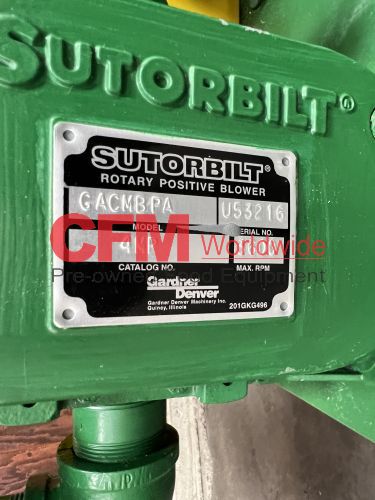 SUTORBILT®
SUTORBILT®
ROTARY POSITIVE BLOWER
GACMBPA U53216
MODEL SERIAL NO.
CFM Worldwide
Pre-owned Equipment
CATALOG NO. MAX. RPM
Gardner
Denver
Gardner Denver Machinery Inc.
Quincy, Illinois
201GKG496